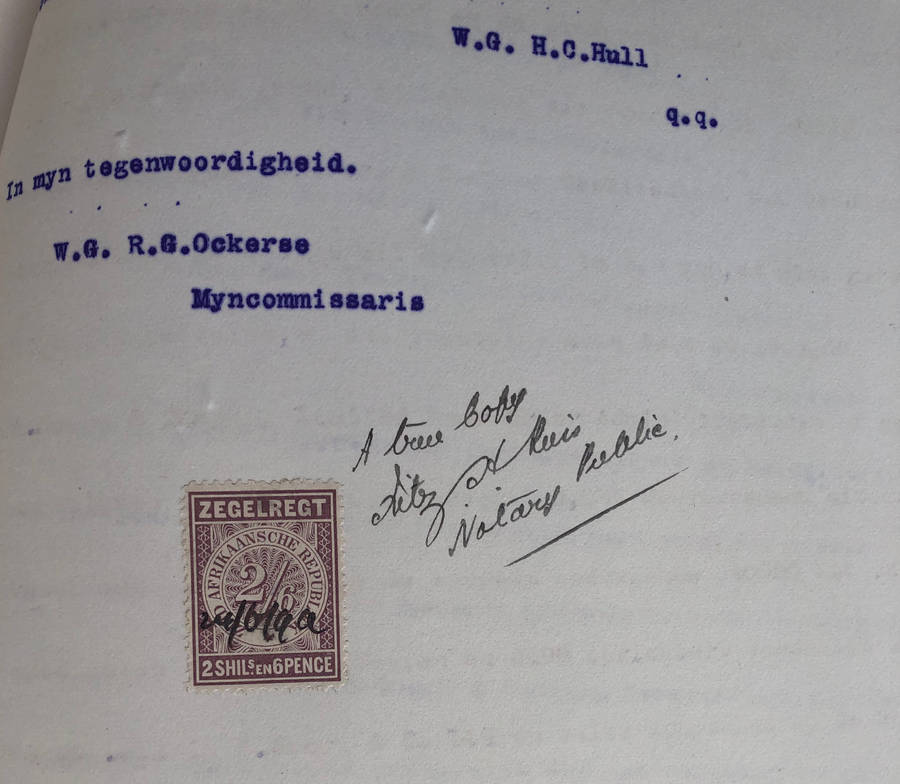 W.G. H.C.Hull
q.q.
In myn tegenwoordigheid.
W.G. R.G.Ockerse
Myncommissaris
A true Copy
Notary Public.
ZEGELREGT
AFRIKAANSCHE REPUBL
2/6
2 SHILS EN 6 PENCE